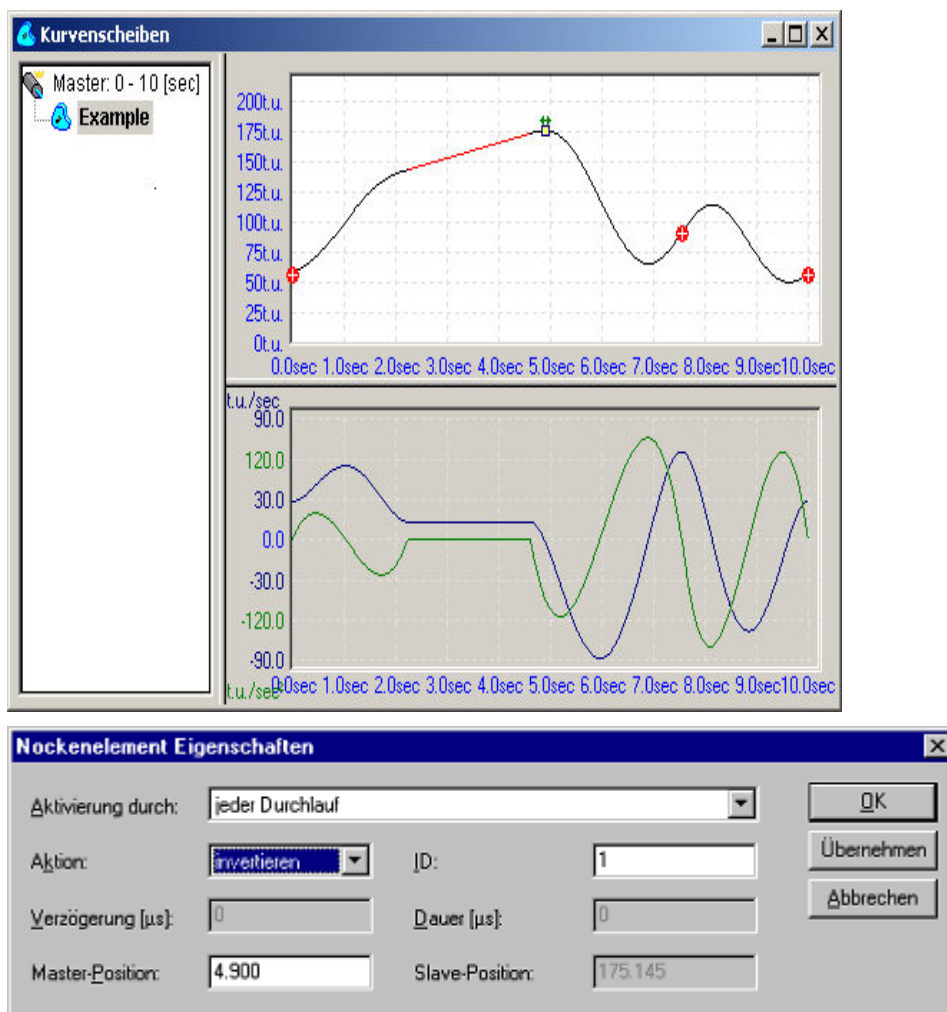 Kurvenscheiben
Master: 0 - 10 [sec]
Example
200t.u.
175t.u.
150t.u.
125t.u.
100t.u.
75t.u.
50t.u.
25t.u.
0t.u.
0.0sec 1.0sec 2.0sec 3.0sec 4.0sec 5.0sec 6.0sec 7.0sec 8.0sec 9.0sec10.0sec
t.u./sec
90.0
120.0
30.0
0.0
-30.0
-120.0
-90.0
t.u./sec²
0.0sec 1.0sec 2.0sec 3.0sec 4.0sec 5.0sec 6.0sec 7.0sec 8.0sec 9.0sec10.0sec
Nockenelement Eigenschaften
Aktivierung durch: jeder Durchlauf OK
Aktion: invertieren ID: 1 Übernehmen
Verzögerung [µs]: 0 Dauer [µs]: 0 Abbrechen
Master-Position: 4.900 Slave-Position: 175.145